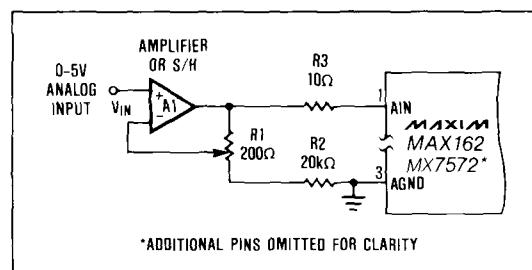 AMPLIFIER
OR S/H
0-5V
ANALOG
INPUT
VIN
+
A1
−
R3
10Ω
R1
200Ω
R2
20kΩ
1
AIN
MAXIM
MAX162
MX7572*
3
AGND
*ADDITIONAL PINS OMITTED FOR CLARITY